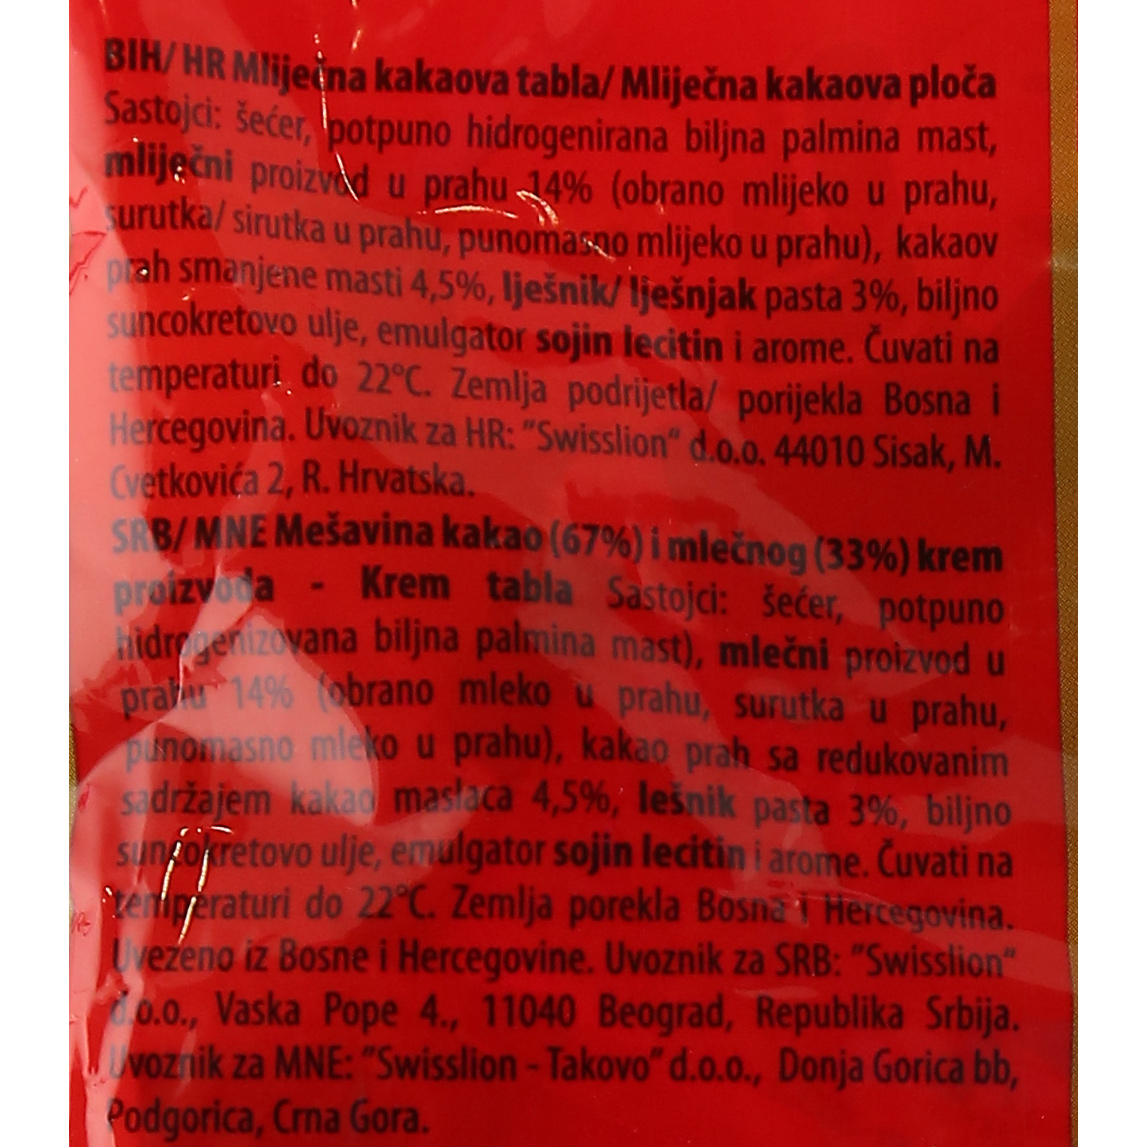 BIH/ HR Mliječna kakaova tabla/ Mliječna kakaova ploča
Sastojci: šećer, potpuno hidrogenirana biljna palmina mast,
mliječni proizvod u prahu 14% (obrano mlijeko u prahu,
surutka/ sirutka u prahu, punomasno mlijeko u prahu), kakaov
prah smanjene masti 4,5%, lješnik/ lješnjak pasta 3%, biljno
suncokretovo ulje, emulgator sojin lecitin i arome. Čuvati na
temperaturi do 22°C. Zemlja podrijetla/ porijekla Bosna i
Hercegovina. Uvoznik za HR: "Swisslion" d.o.o. 44010 Sisak, M.
Cvetkovića 2, R. Hrvatska.
SRB/ MNE Mešavina kakao (67%) i mlečnog (33%) krem
proizvoda - Krem tabla Sastojci: šećer, potpuno
hidrogenizovana biljna palmina mast), mlečni proizvod u
prahu 14% (obrano mleko u prahu, surutka u prahu,
punomasno mleko u prahu), kakao prah sa redukovanim
sadržajem kakao maslaca 4,5%, lešnik pasta 3%, biljno
suncokretovo ulje, emulgator sojin lecitin i arome. Čuvati na
temperaturi do 22°C. Zemlja porekla Bosna i Hercegovina.
Uvezeno iz Bosne i Hercegovine. Uvoznik za SRB: "Swisslion"
d.o.o., Vaska Pope 4., 11040 Beograd, Republika Srbija.
Uvoznik za MNE: "Swisslion - Takovo" d.o.o., Donja Gorica bb,
Podgorica, Crna Gora.